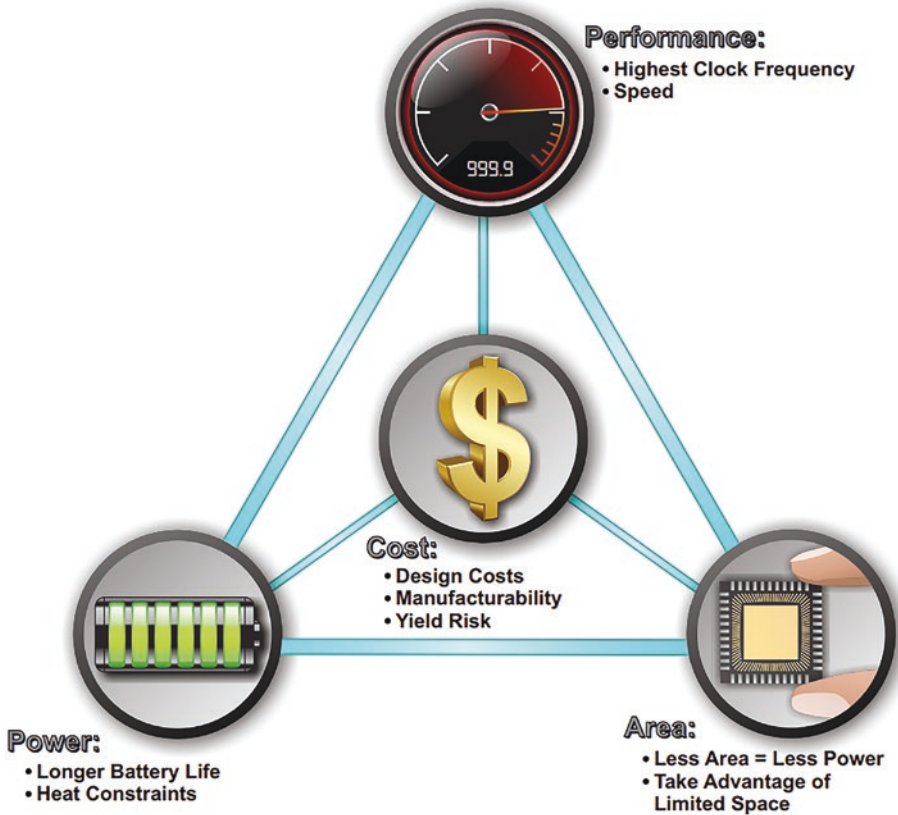 Performance:
• Highest Clock Frequency
• Speed
999.9
Cost:
• Design Costs
• Manufacturability
• Yield Risk
Power:
• Longer Battery Life
• Heat Constraints
Area:
• Less Area = Less Power
• Take Advantage of
Limited Space